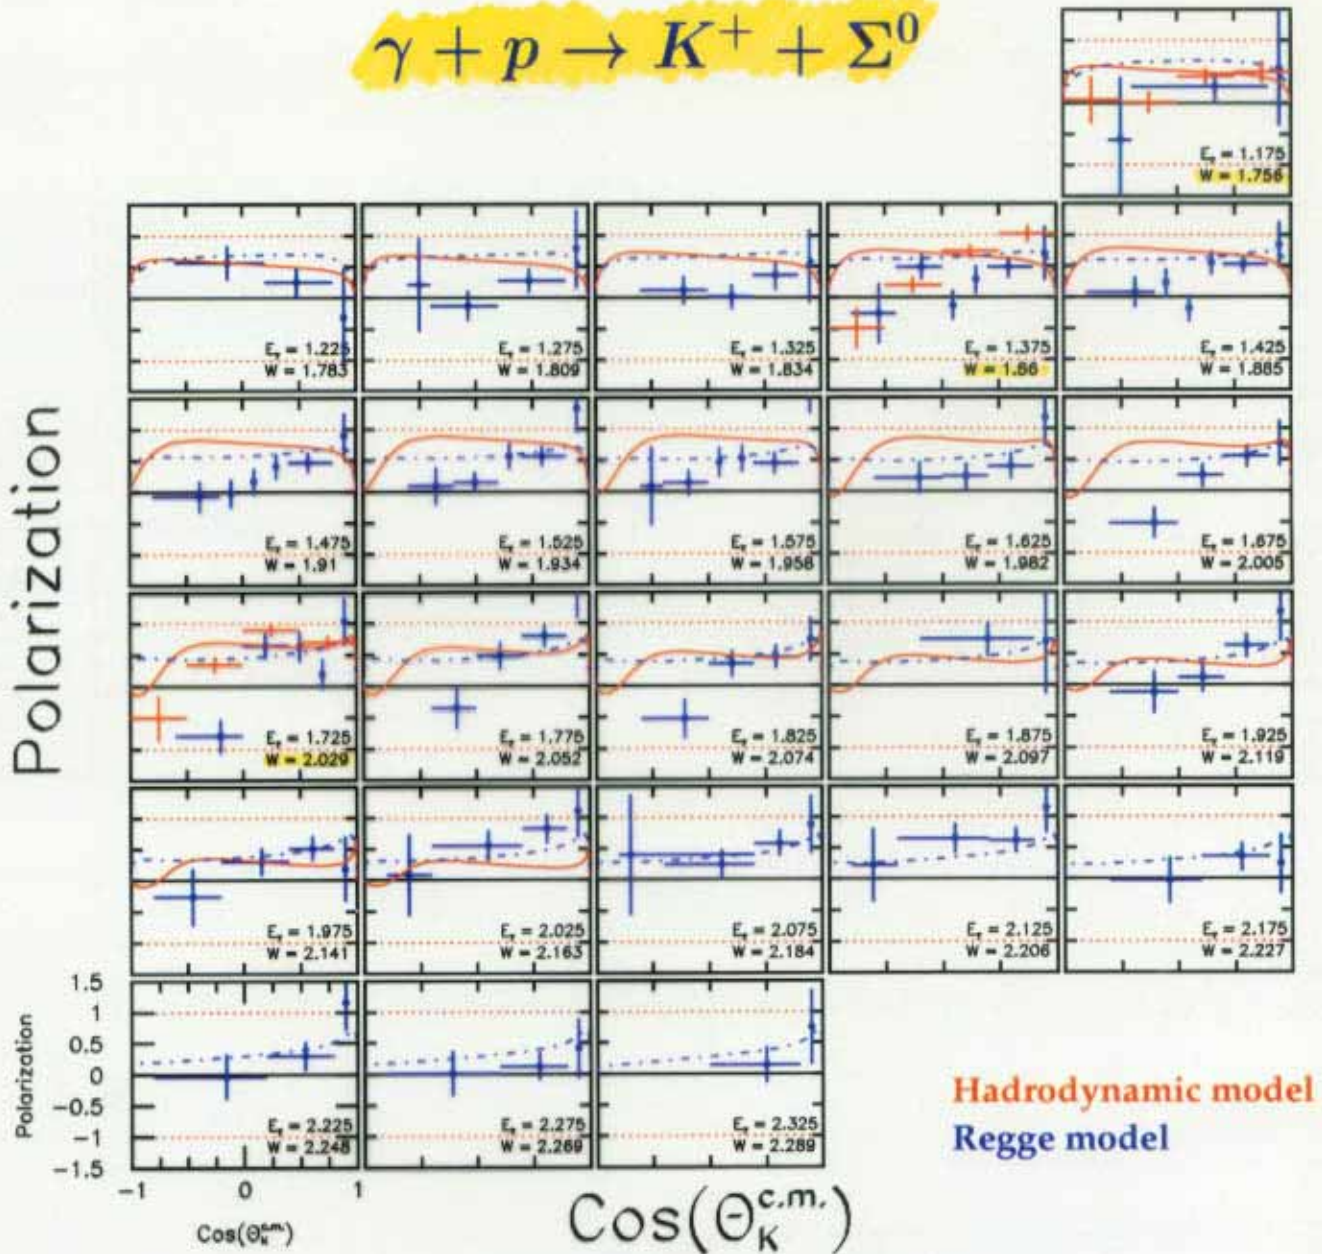 γ + p → K⁺ + Σ⁰
E_γ = 1.175
W = 1.756
E_γ = 1.225
W = 1.783
E_γ = 1.275
W = 1.809
E_γ = 1.325
W = 1.834
E_γ = 1.375
W = 1.86
E_γ = 1.425
W = 1.885
Polarization
E_γ = 1.475
W = 1.91
E_γ = 1.525
W = 1.934
E_γ = 1.575
W = 1.958
E_γ = 1.625
W = 1.982
E_γ = 1.675
W = 2.005
E_γ = 1.725
W = 2.029
E_γ = 1.775
W = 2.052
E_γ = 1.825
W = 2.074
E_γ = 1.875
W = 2.097
E_γ = 1.925
W = 2.119
E_γ = 1.975
W = 2.141
E_γ = 2.025
W = 2.163
E_γ = 2.075
W = 2.184
E_γ = 2.125
W = 2.206
E_γ = 2.175
W = 2.227
Polarization
1.5
1
0.5
0
−0.5
−1
−1.5
E_γ = 2.225
W = 2.248
E_γ = 2.275
W = 2.269
E_γ = 2.325
W = 2.289
−1 0 1
Cos(Θ_K^c.m.)
Cos(Θ_K^c.m.)
Hadrodynamic model
Regge model